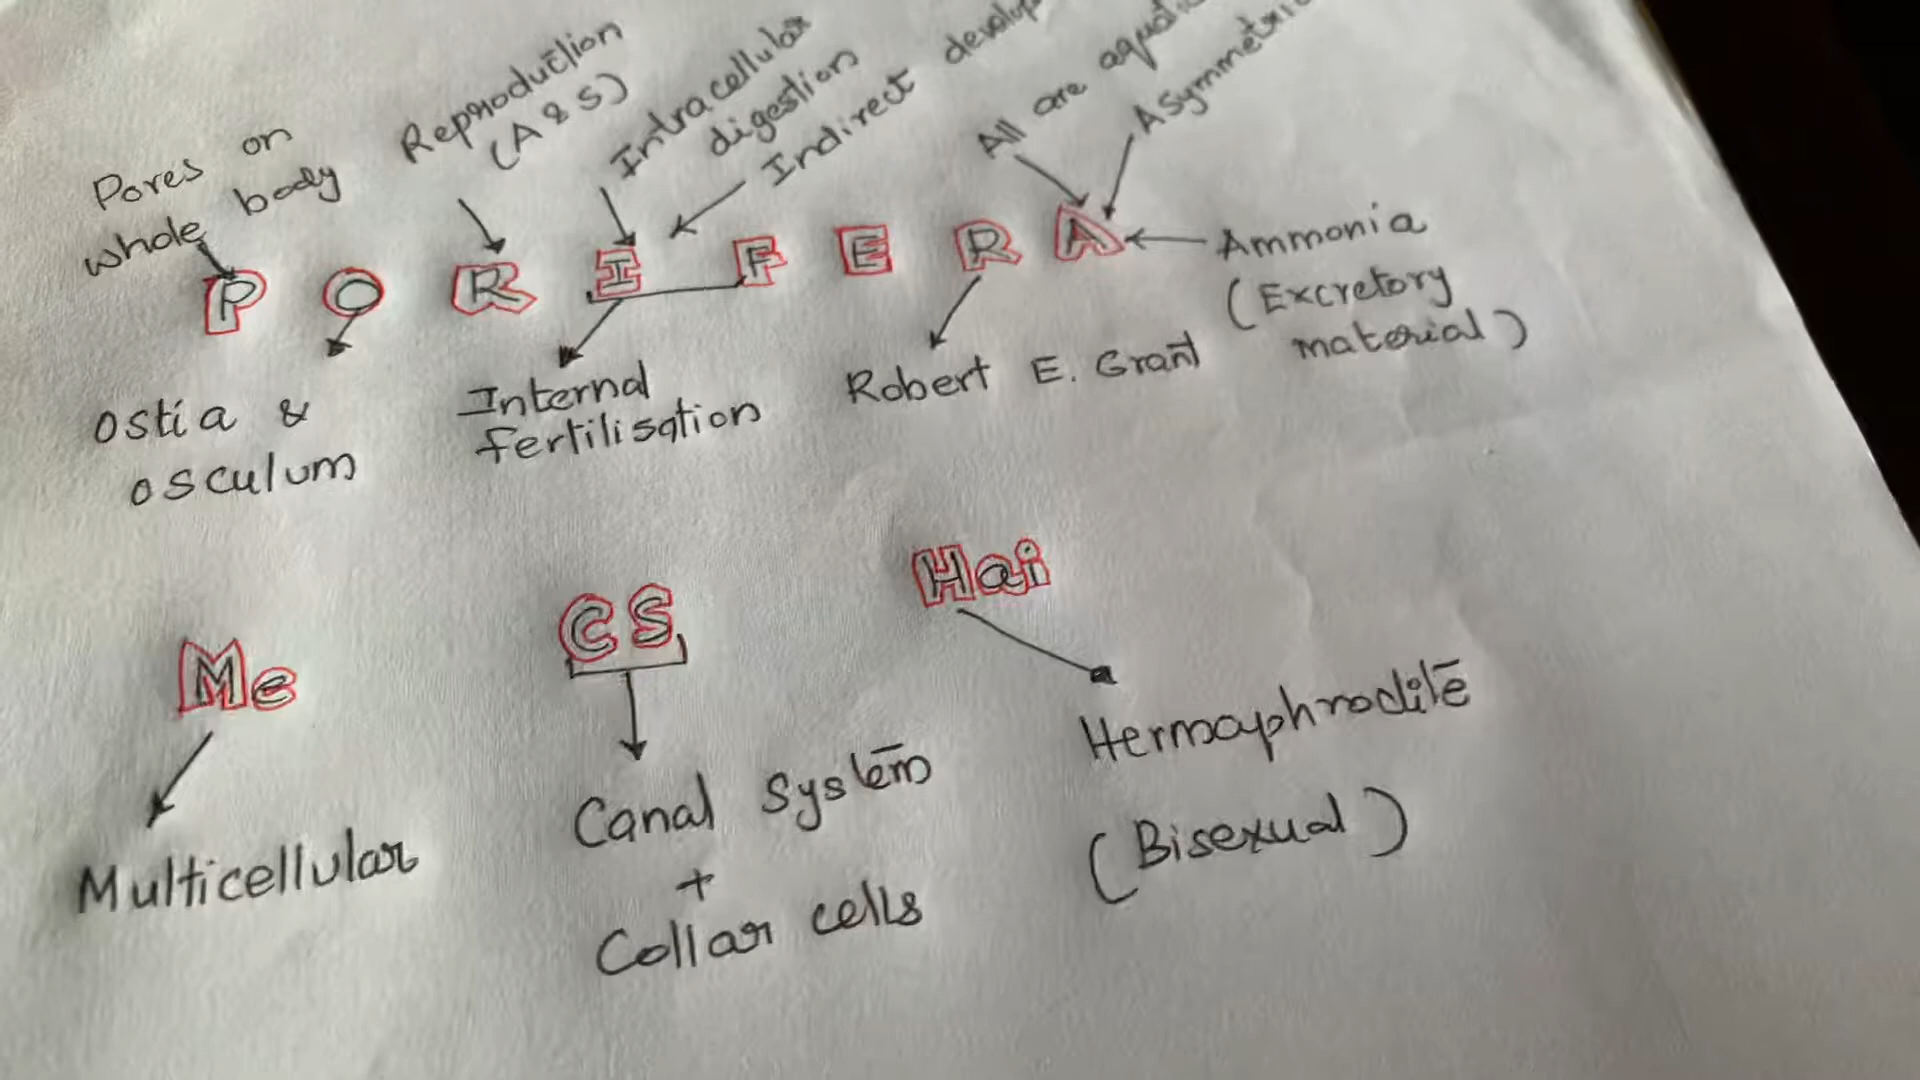 Pores on
whole body
Reproduction
(A & S)
Intracellular
digestion
Indirect
All are
P O R I F E R A
Ammonia
(Excretory
material)
Ostia &
osculum
Internal
fertilisation
Robert E. Grant
Me
CS
Hai
Multicellular
Canal System
+
Collar cells
Hermaphrodite
(Bisexual)